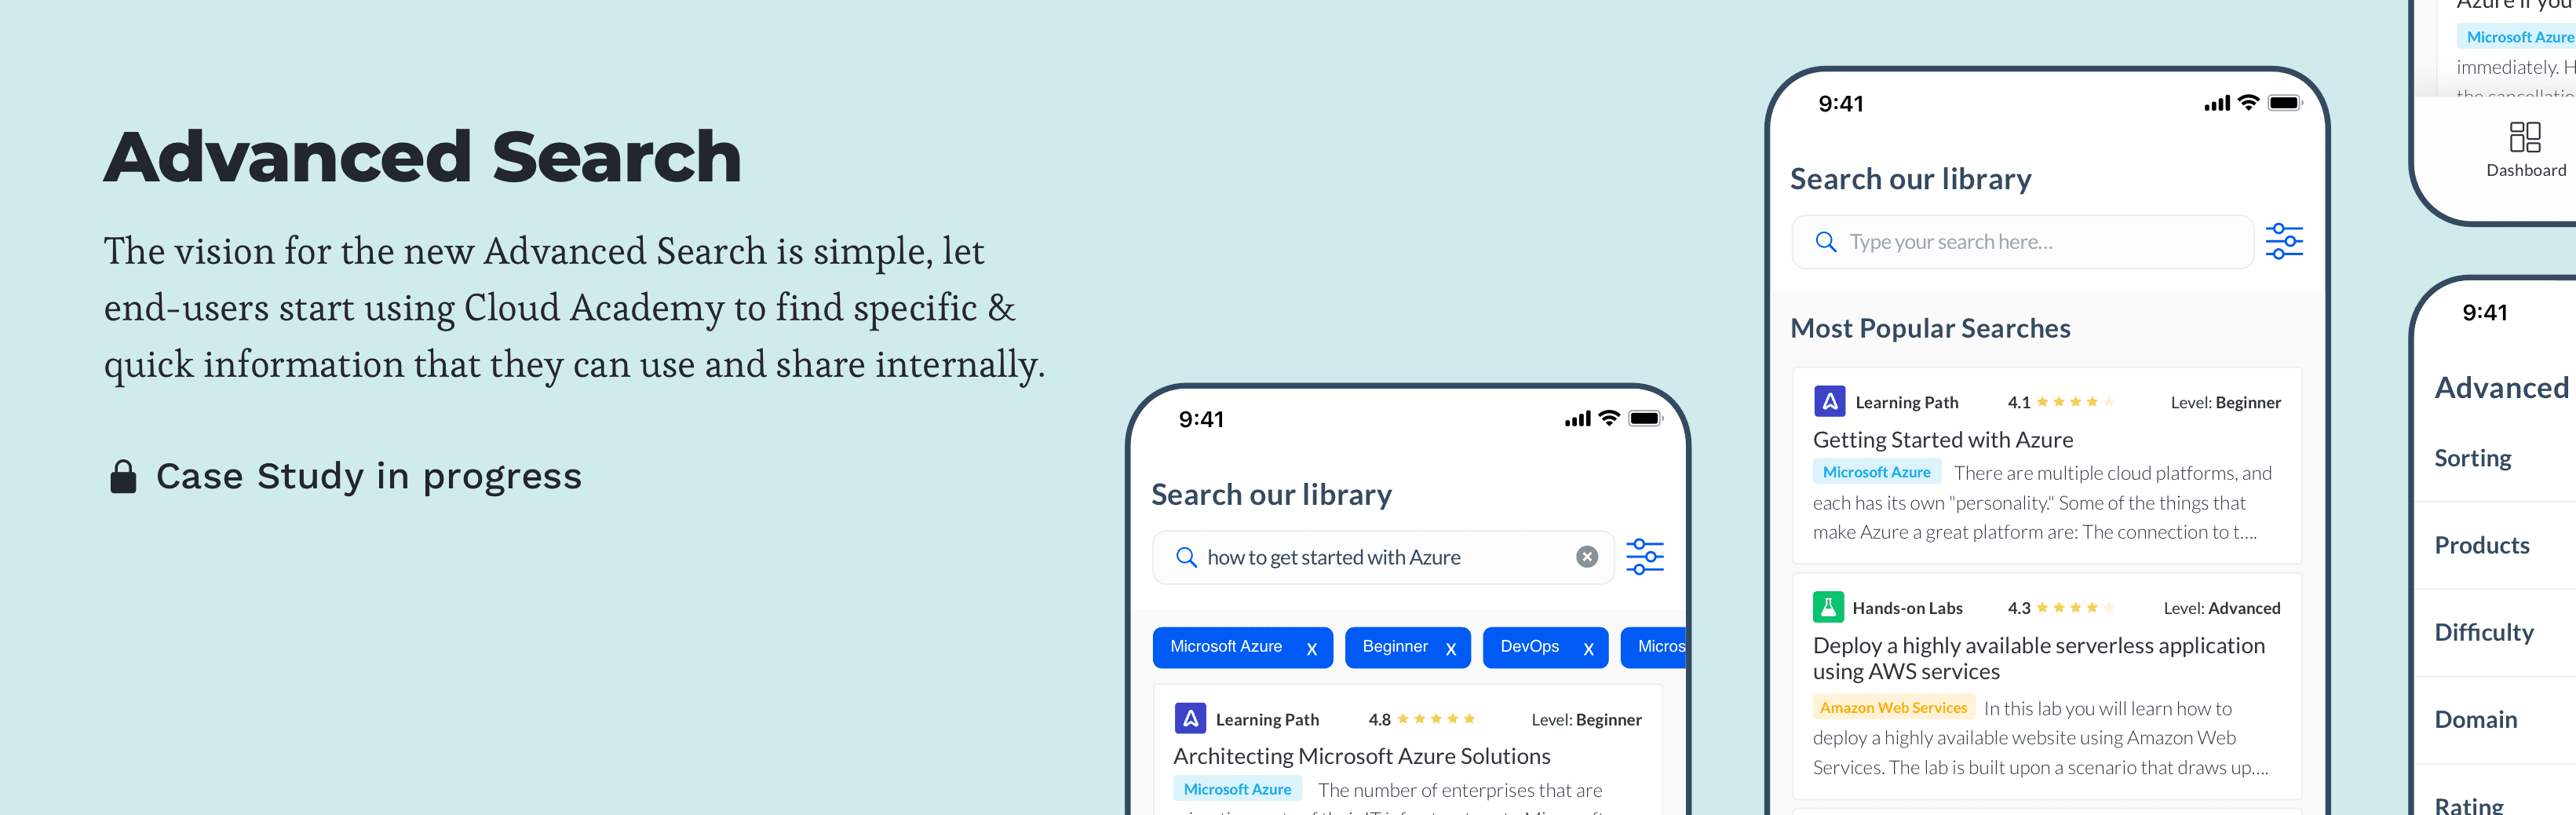 Advanced Search
The vision for the new Advanced Search is simple, let
end-users start using Cloud Academy to find specific &
quick information that they can use and share internally.
Case Study in progress
9:41
Search our library
how to get started with Azure
Microsoft Azure X
Beginner X
DevOps X
Micros
Learning Path 4.8 Level: Beginner
Architecting Microsoft Azure Solutions
Microsoft Azure The number of enterprises that are
9:41
Search our library
Type your search here...
Most Popular Searches
Learning Path 4.1 Level: Beginner
Getting Started with Azure
Microsoft Azure There are multiple cloud platforms, and
each has its own "personality." Some of the things that
make Azure a great platform are: The connection to t....
Hands-on Labs 4.3 Level: Advanced
Deploy a highly available serverless application
using AWS services
Amazon Web Services In this lab you will learn how to
deploy a highly available website using Amazon Web
Services. The lab is built upon a scenario that draws up....
Azure if you
Microsoft Azure
immediately. H
Dashboard
9:41
Advanced
Sorting
Products
Difficulty
Domain
Rating